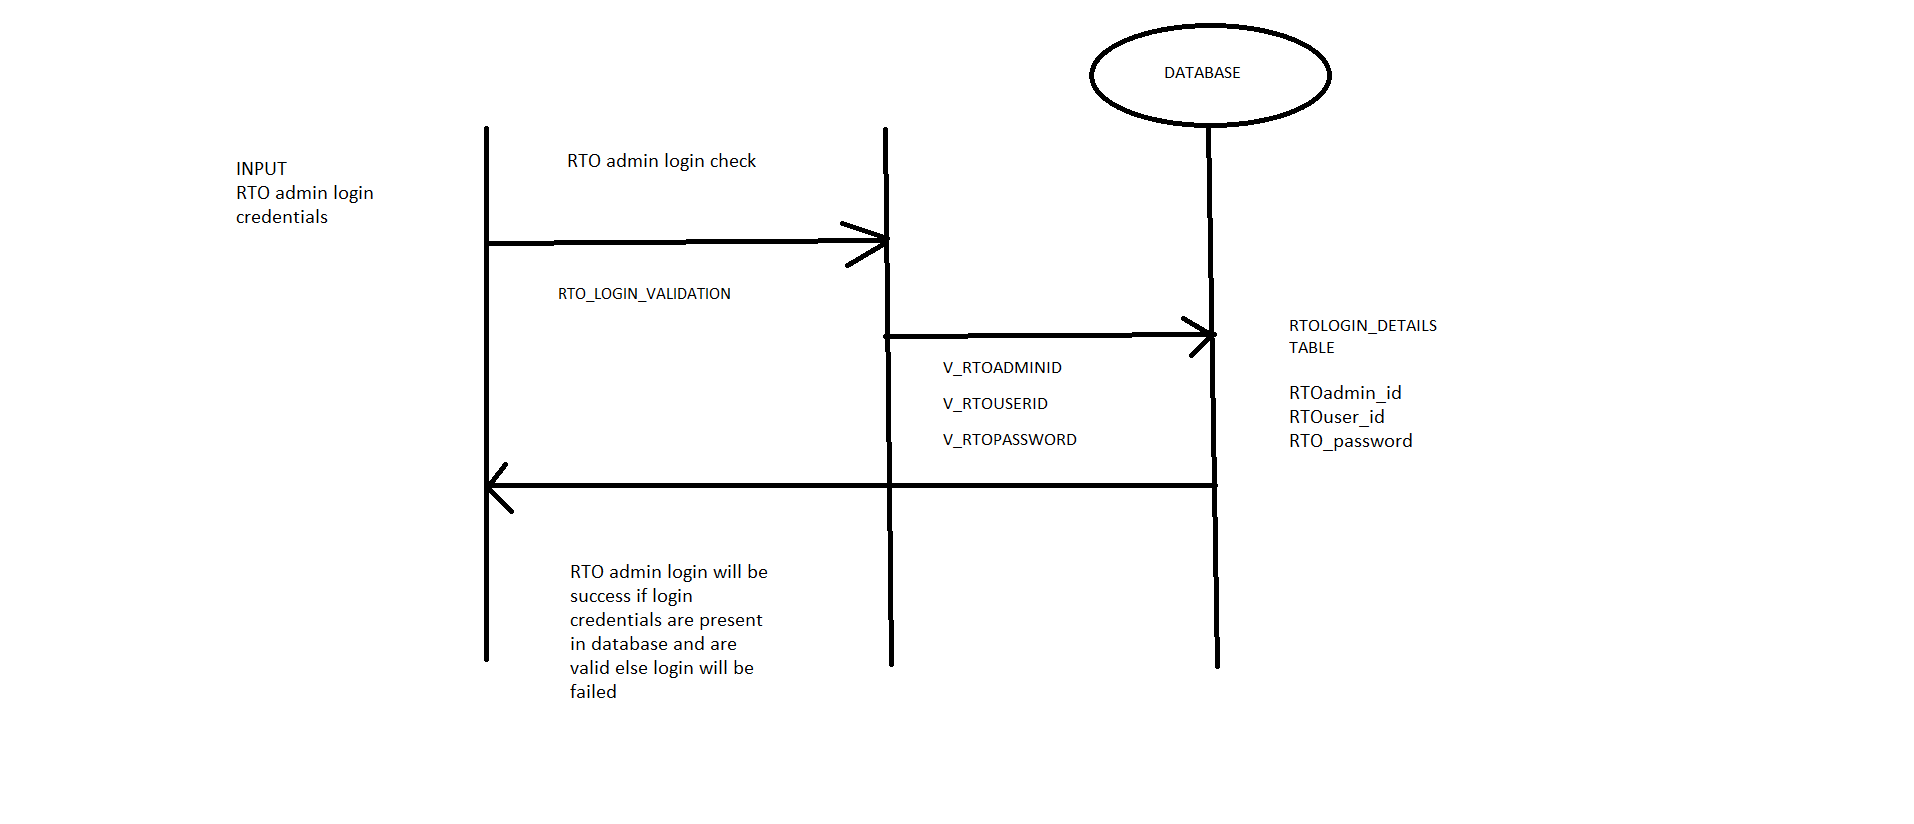 DATABASE
INPUT
RTO admin login
credentials
RTO admin login check
RTO_LOGIN_VALIDATION
V_RTOADMINID
V_RTOUSERID
V_RTOPASSWORD
RTOLOGIN_DETAILS
TABLE
RTOadmin_id
RTOuser_id
RTO_password
RTO admin login will be
success if login
credentials are present
in database and are
valid else login will be
failed